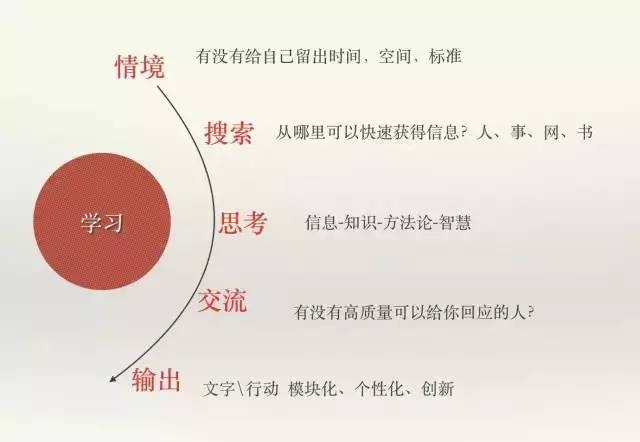 情境 有没有给自己留出时间，空间，标准
搜索 从哪里可以快速获得信息？人、事、网、书
学习
思考 信息-知识-方法论-智慧
交流 有没有高质量可以给你回应的人？
输出 文字\行动 模块化、个性化、创新